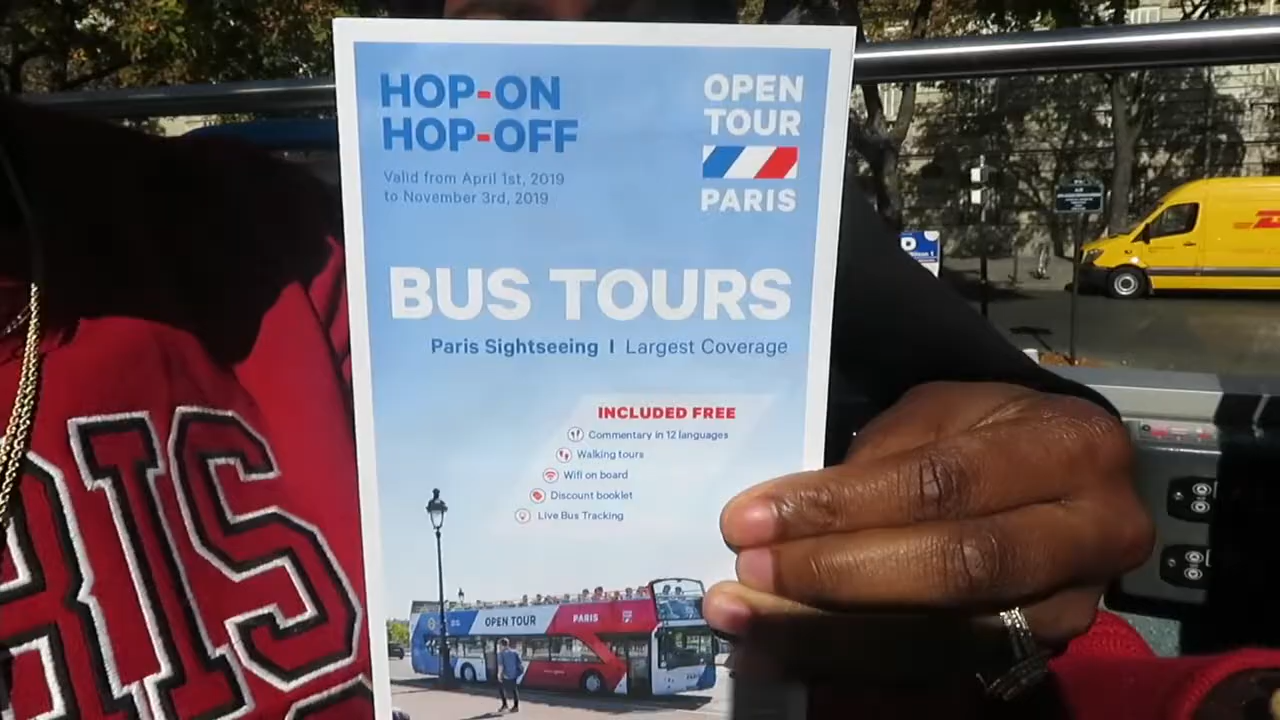 HOP-ON
HOP-OFF
Valid from April 1st, 2019
to November 3rd, 2019
OPEN
TOUR
PARIS
BUS TOURS
Paris Sightseeing | Largest Coverage
INCLUDED FREE
Commentary in 12 languages
Walking tours
Wifi on board
Discount booklet
Live Bus Tracking
OPEN TOUR
PARIS
RIS